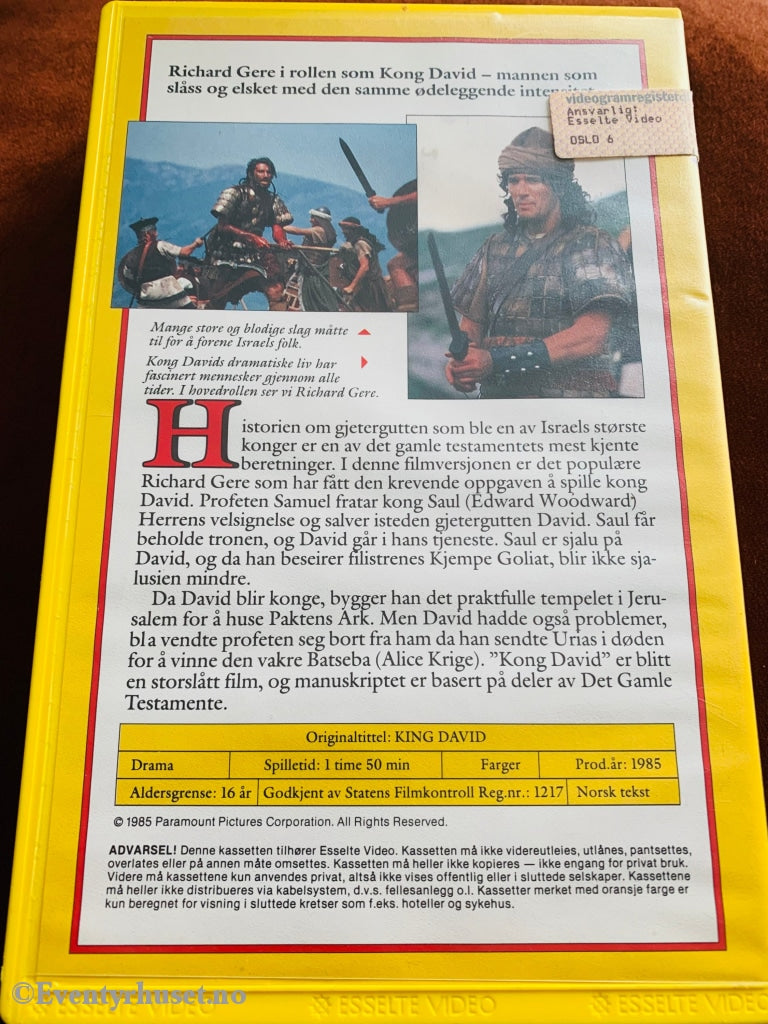 Richard Gere i rollen som Kong David – mannen som
slåss og elsket med den samme ødeleggende
videogramregister
Ansvarlig:
Esselte Video
OSLO 6
Mange store og blodige slag måtte
til for å forene Israels folk.
Kong Davids dramatiske liv har
fascinert mennesker gjennom alle
tider. I hovedrollen ser vi Richard Gere.
Historien om gjetergutten som ble en av Israels største
konger er en av det gamle testamentets mest kjente
beretninger. I denne filmversjonen er det populære
Richard Gere som har fått den krevende oppgaven å spille kong
David. Profeten Samuel fratar kong Saul (Edward Woodward)
Herrens velsignelse og salver isteden gjetergutten David. Saul får
beholde tronen, og David går i hans tjeneste. Saul er sjalu på
David, og da han beseirer filistrenes Kjempe Goliat, blir ikke sja-
lusien mindre.
Da David blir konge, bygger han det praktfulle tempelet i Jeru-
salem for å huse Paktens Ark. Men David hadde også problemer,
bl a vendte profeten seg bort fra ham da han sendte Urias i døden
for å vinne den vakre Batseba (Alice Krige). ”Kong David” er blitt
en storslått film, og manuskriptet er basert på deler av Det Gamle
Testamente.
Originaltittel: KING DAVID
Drama Spilletid: 1 time 50 min Farger Prod.år: 1985
Aldersgrense: 16 år Godkjent av Statens Filmkontroll Reg.nr.: 1217 Norsk tekst
© 1985 Paramount Pictures Corporation. All Rights Reserved.
ADVARSEL! Denne kassetten tilhører Esselte Video. Kassetten må ikke videreutleies, utlånes, pantsettes,
overlates eller på annen måte omsettes. Kassetten må heller ikke kopieres — ikke engang for privat bruk.
Videre må kassettene kun anvendes privat, altså ikke vises offentlig eller i sluttede selskaper. Kassettene
må heller ikke distribueres via kabelsystem, d.v.s. fellesanlegg o.l. Kassetter merket med oransje farge er
kun beregnet for visning i sluttede kretser som f.eks. hoteller og sykehus.
©Eventyrhuset.no
ESSELTE VIDEO ESSELTE VIDEO